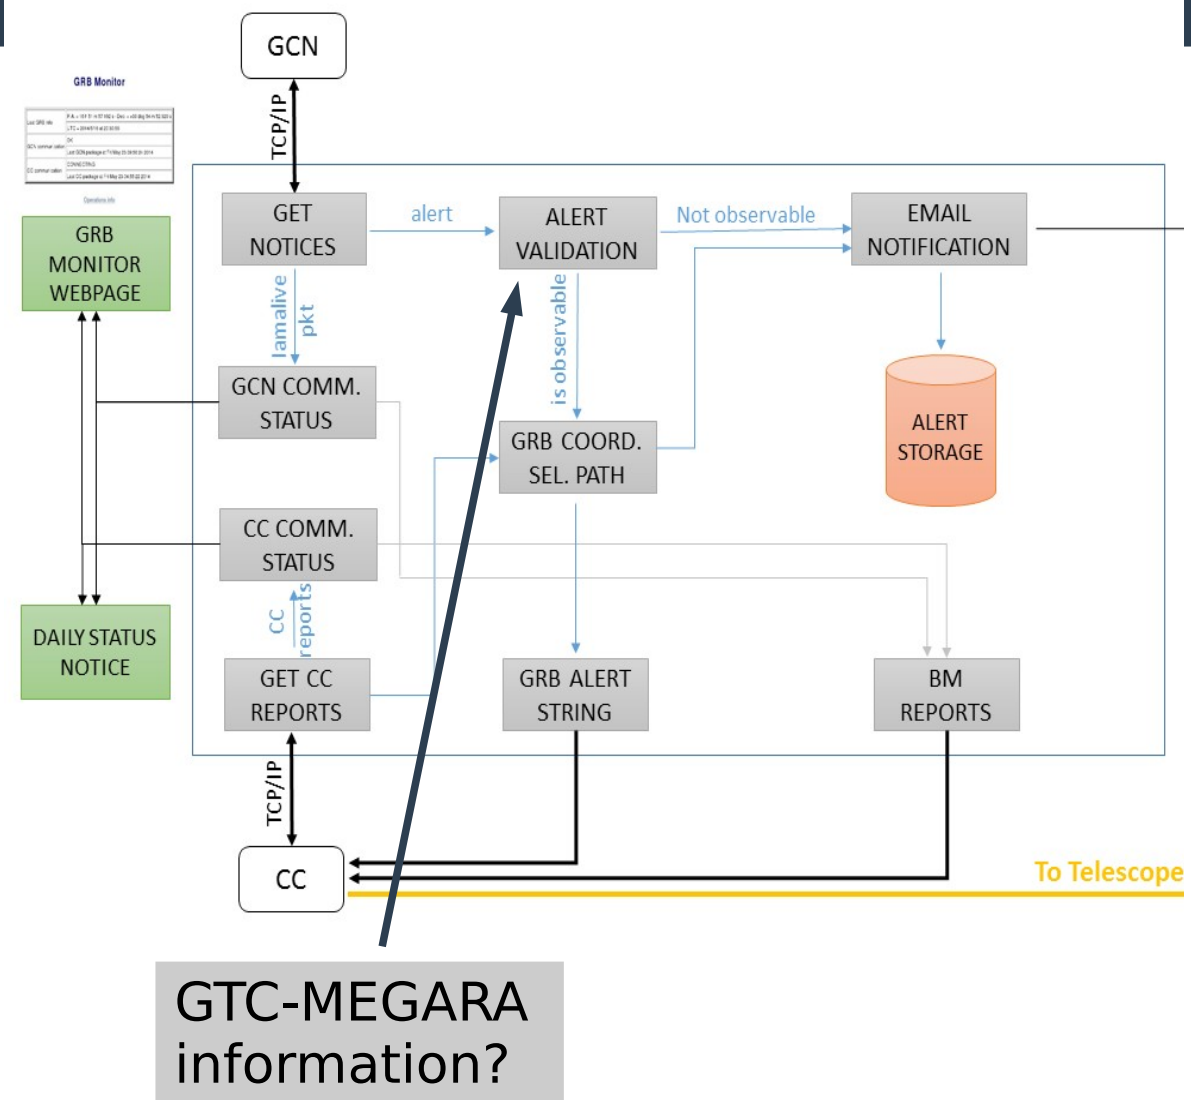 GCN
GRB Monitor
TCP/IP
GET
NOTICES
alert
ALERT
VALIDATION
Not observable
EMAIL
NOTIFICATION
GRB
MONITOR
WEBPAGE
Iamalive
pkt
is observable
GCN COMM.
STATUS
GRB COORD.
SEL. PATH
ALERT
STORAGE
CC COMM.
STATUS
CC
reports
DAILY STATUS
NOTICE
GET CC
REPORTS
GRB ALERT
STRING
BM
REPORTS
TCP/IP
CC
To Telescope
GTC-MEGARA
information?